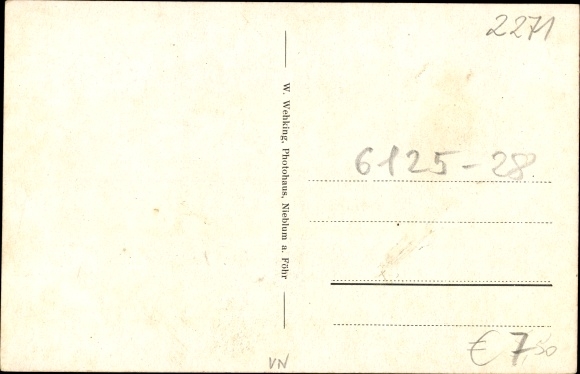 2271
W. Wehking, Photohaus, Nieblum a. Föhr
6125-28
€ 7,50
VN